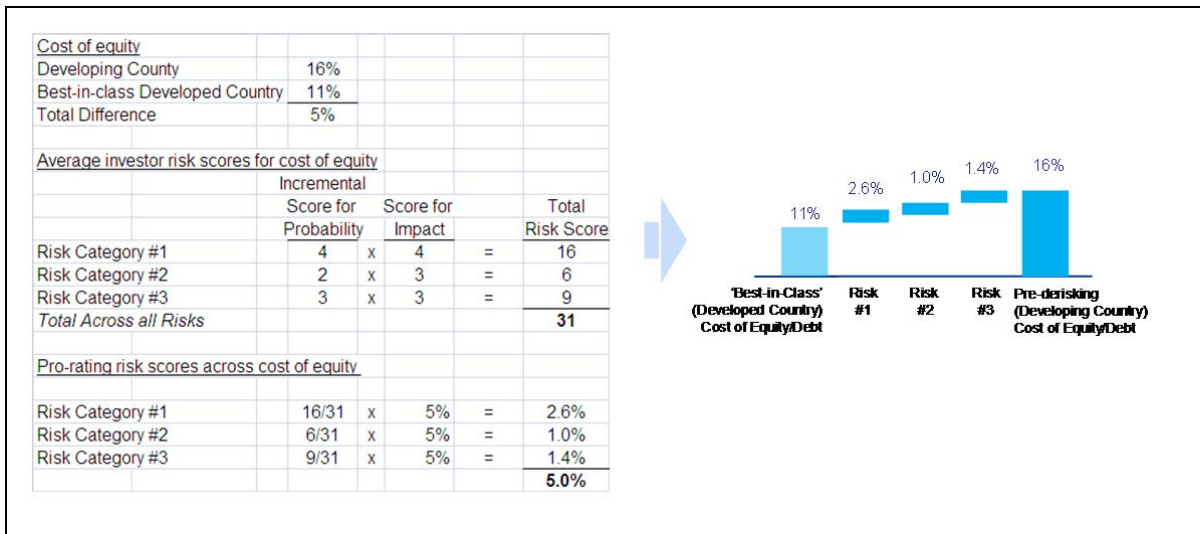 Cost of equity
Developing County 16%
Best-in-class Developed Country 11%
Total Difference 5%
Average investor risk scores for cost of equity
Incremental
Score for Score for Total
Probability Impact Risk Score
Risk Category #1 4 x 4 = 16
Risk Category #2 2 x 3 = 6
Risk Category #3 3 x 3 = 9
Total Across all Risks 31
Pro-rating risk scores across cost of equity
Risk Category #1 16/31 x 5% = 2.6%
Risk Category #2 6/31 x 5% = 1.0%
Risk Category #3 9/31 x 5% = 1.4%
5.0%
11% 2.6% 1.0% 1.4% 16%
'Best-in-Class' Risk Risk Risk Pre-derisking
(Developed Country) #1 #2 #3 (Developing Country)
Cost of Equity/Debt Cost of Equity/Debt